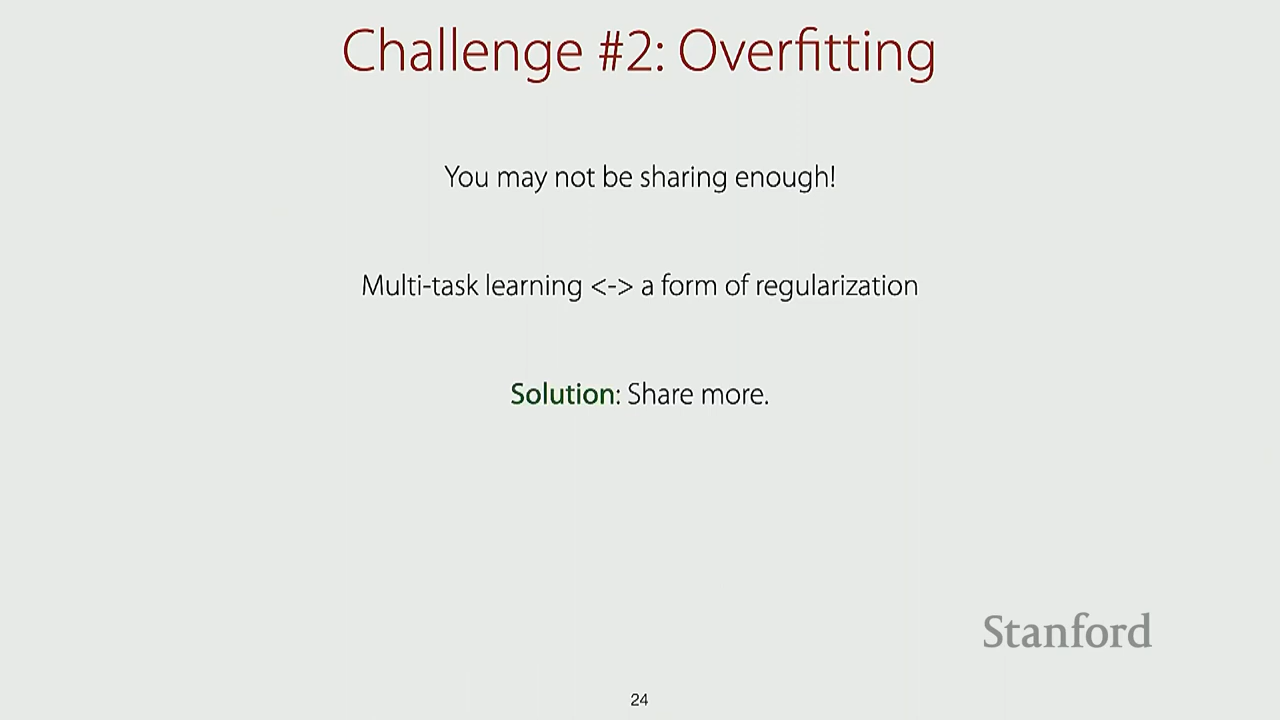 Challenge #2: Overfitting
You may not be sharing enough!
Multi-task learning <-> a form of regularization
Solution: Share more.
Stanford
24